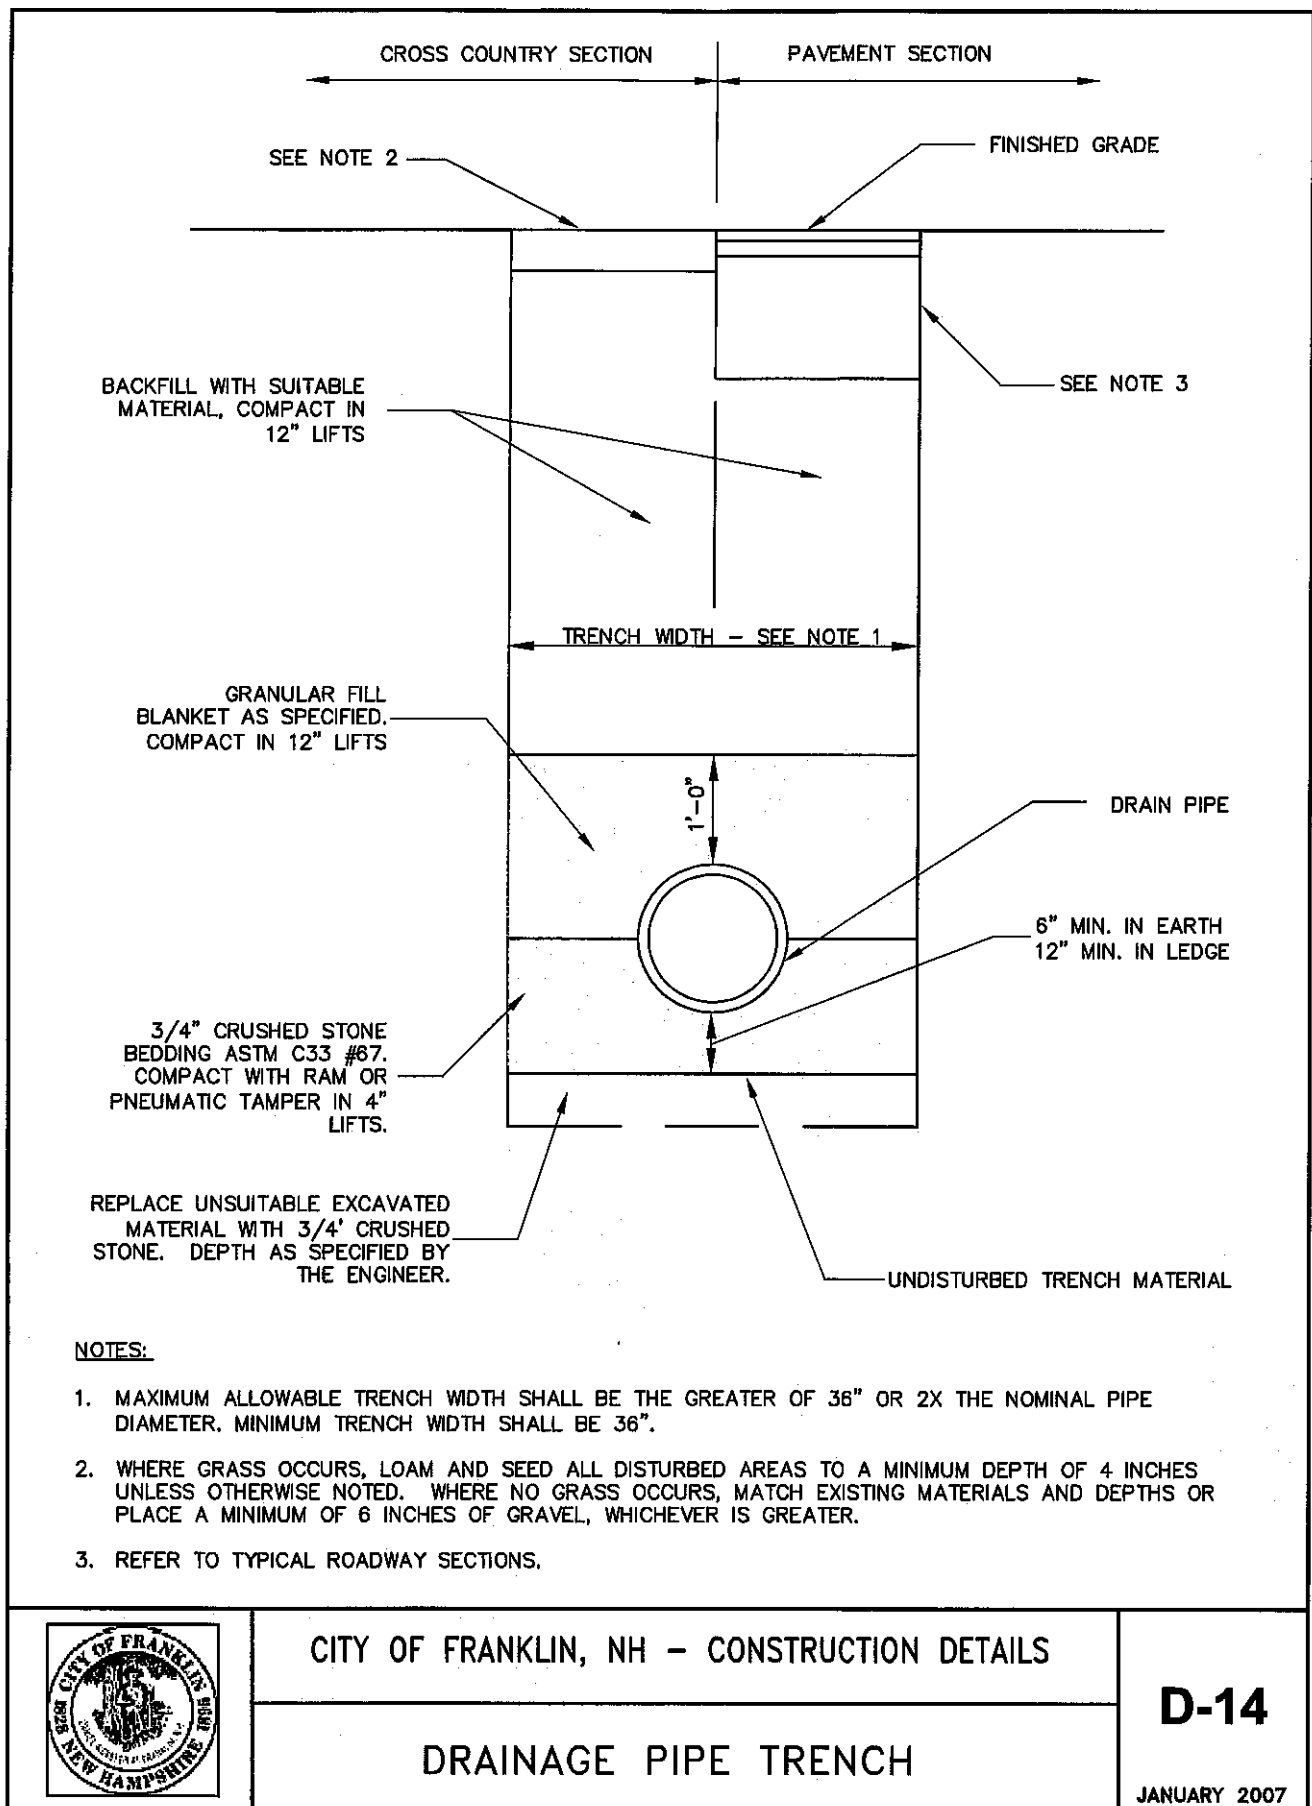 CROSS COUNTRY SECTION
PAVEMENT SECTION
SEE NOTE 2
FINISHED GRADE
BACKFILL WITH SUITABLE
MATERIAL, COMPACT IN
12" LIFTS
SEE NOTE 3
TRENCH WIDTH – SEE NOTE 1
GRANULAR FILL
BLANKET AS SPECIFIED.
COMPACT IN 12" LIFTS
1'-0"
DRAIN PIPE
6" MIN. IN EARTH
12" MIN. IN LEDGE
3/4" CRUSHED STONE
BEDDING ASTM C33 #67.
COMPACT WITH RAM OR
PNEUMATIC TAMPER IN 4"
LIFTS.
REPLACE UNSUITABLE EXCAVATED
MATERIAL WITH 3/4' CRUSHED
STONE. DEPTH AS SPECIFIED BY
THE ENGINEER.
UNDISTURBED TRENCH MATERIAL
NOTES:
1. MAXIMUM ALLOWABLE TRENCH WIDTH SHALL BE THE GREATER OF 36" OR 2X THE NOMINAL PIPE
DIAMETER. MINIMUM TRENCH WIDTH SHALL BE 36".
2. WHERE GRASS OCCURS, LOAM AND SEED ALL DISTURBED AREAS TO A MINIMUM DEPTH OF 4 INCHES
UNLESS OTHERWISE NOTED. WHERE NO GRASS OCCURS, MATCH EXISTING MATERIALS AND DEPTHS OR
PLACE A MINIMUM OF 6 INCHES OF GRAVEL, WHICHEVER IS GREATER.
3. REFER TO TYPICAL ROADWAY SECTIONS.
CITY OF FRANKLIN
1828
NEW HAMPSHIRE
CITY OF FRANKLIN, NH – CONSTRUCTION DETAILS
DRAINAGE PIPE TRENCH
D-14
JANUARY 2007